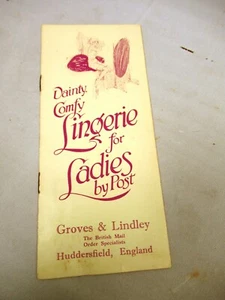 Dainty
Comfy
Lingerie
for
Ladies
by Post
Groves & Lindley
The British Mail
Order Specialists
Huddersfield, England